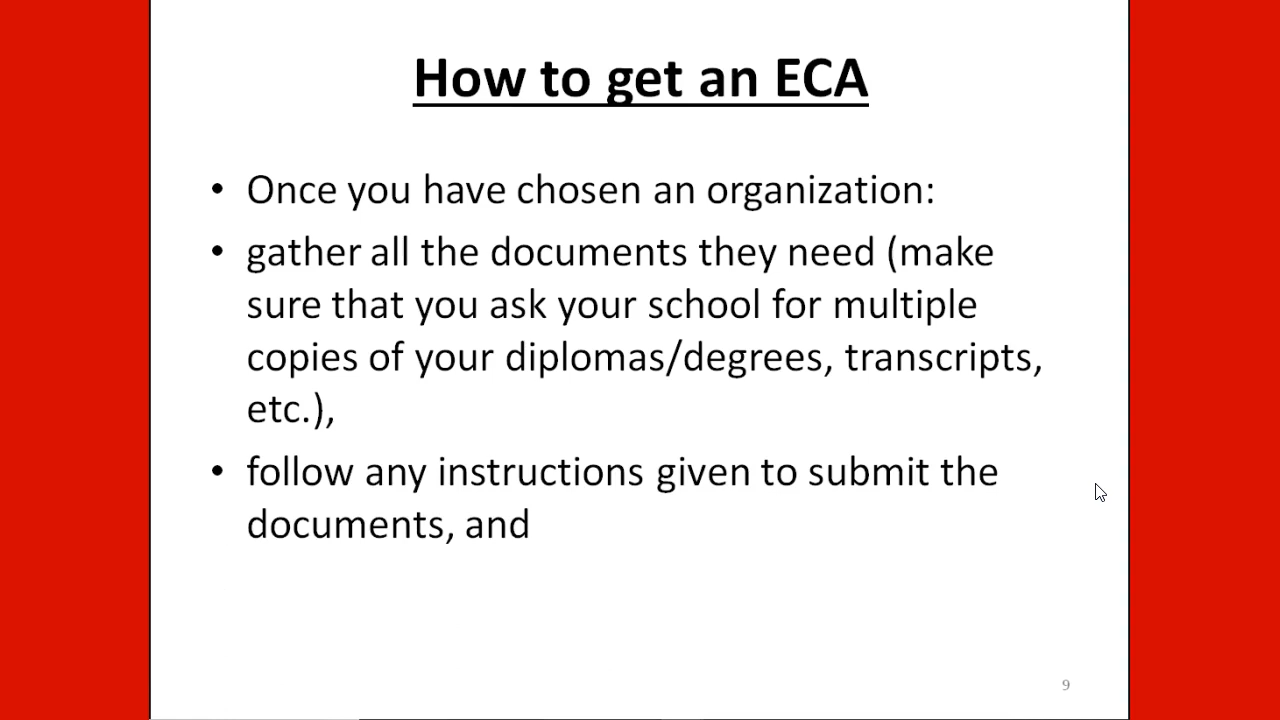 How to get an ECA
• Once you have chosen an organization:
• gather all the documents they need (make
sure that you ask your school for multiple
copies of your diplomas/degrees, transcripts,
etc.),
• follow any instructions given to submit the
documents, and
9